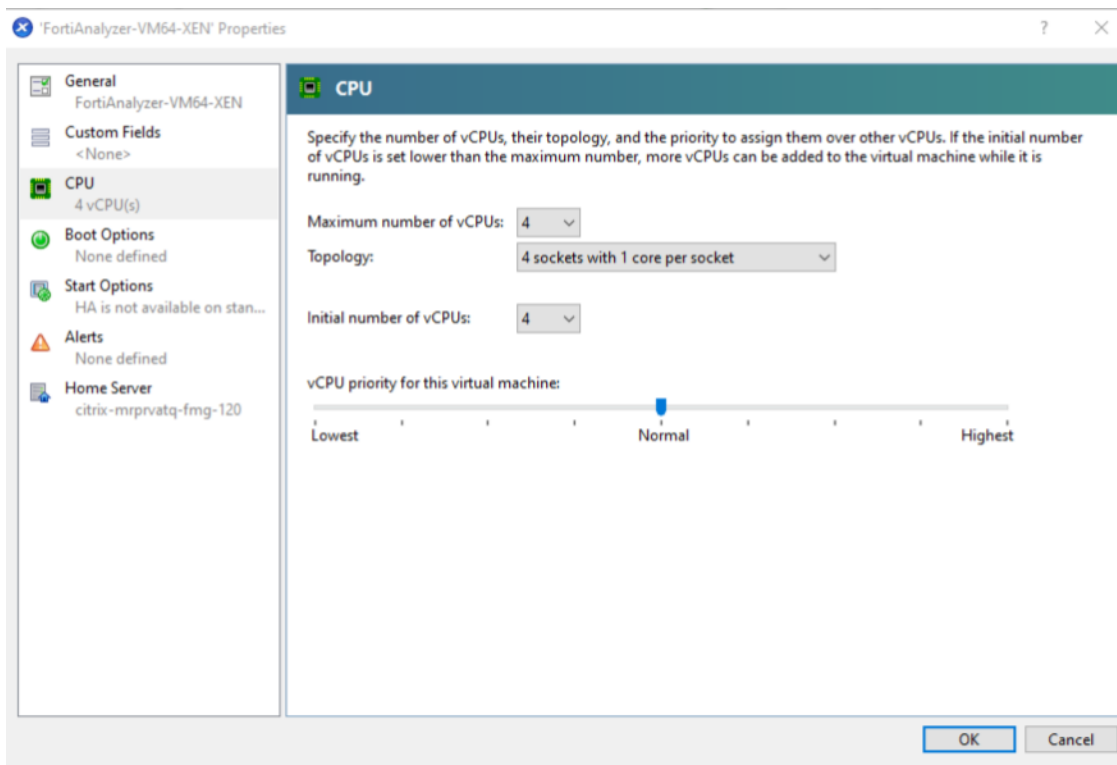 'FortiAnalyzer-VM64-XEN' Properties
?
General
FortiAnalyzer-VM64-XEN
Custom Fields
<None>
CPU
4 vCPU(s)
Boot Options
None defined
Start Options
HA is not available on stan...
Alerts
None defined
Home Server
citrix-mrprvatq-fmg-120
CPU
Specify the number of vCPUs, their topology, and the priority to assign them over other vCPUs. If the initial number
of vCPUs is set lower than the maximum number, more vCPUs can be added to the virtual machine while it is
running.
Maximum number of vCPUs: 4
Topology: 4 sockets with 1 core per socket
Initial number of vCPUs: 4
vCPU priority for this virtual machine:
Lowest Normal Highest
OK Cancel